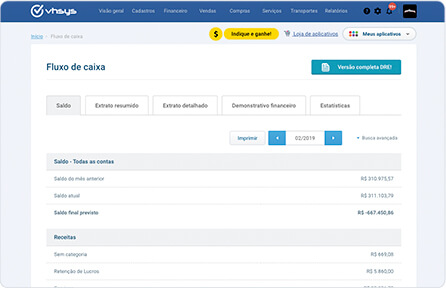 vhsys Visão geral Cadastros Financeiro Vendas Compras Serviços Transportes Relatórios
Início > Fluxo de caixa $ Indique e ganhe! Loja de aplicativos Meus aplicativos
Fluxo de caixa Versão completa DRE!
Saldo Extrato resumido Extrato detalhado Demonstrativo financeiro Estatísticas
Imprimir 02/2019 Busca avançada
Saldo - Todas as contas
Saldo do mês anterior R$ 310.975,57
Saldo atual R$ 311.103,79
Saldo final previsto R$ -667.450,86
Receitas
Sem categoria R$ 669,08
Retenção de Lucros R$ 5.860,00